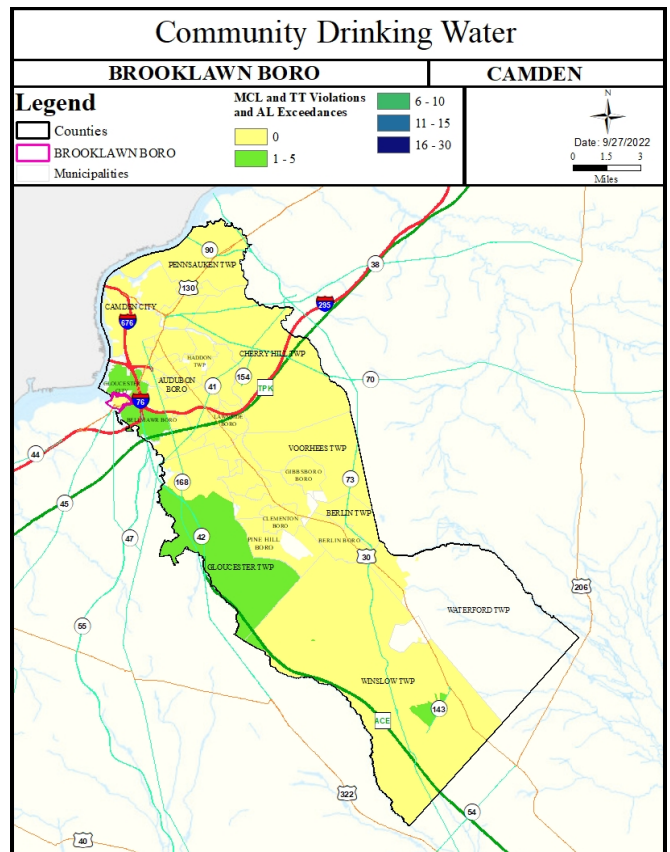 Community Drinking Water
BROOKLAWN BORO
CAMDEN
Legend
Counties
BROOKLAWN BORO
Municipalities
MCL and TT Violations
and AL Exceedances
0
1 - 5
6 - 10
11 - 15
16 - 30
N
Date: 9/27/2022
0 1.5 3
Miles
90
PENNSAUKEN TWP
38
130
295
CAMDEN CITY
676
HADDON
TWP
CHERRY HILL TWP
GLOUCESTER
AUDUBON
BORO
41
154
TPK
70
76
BELLMAWR BORO
BORO
44
VOORHEES TWP
168
GIBBSBORO
BORO
73
45
CLEMENTON
BORO
BERLIN TWP
47
42
PINE HILL
BORO
BERLIN BORO
30
GLOUCESTER TWP
206
WATERFORD TWP
55
WINSLOW TWP
143
ACE
322
54
40